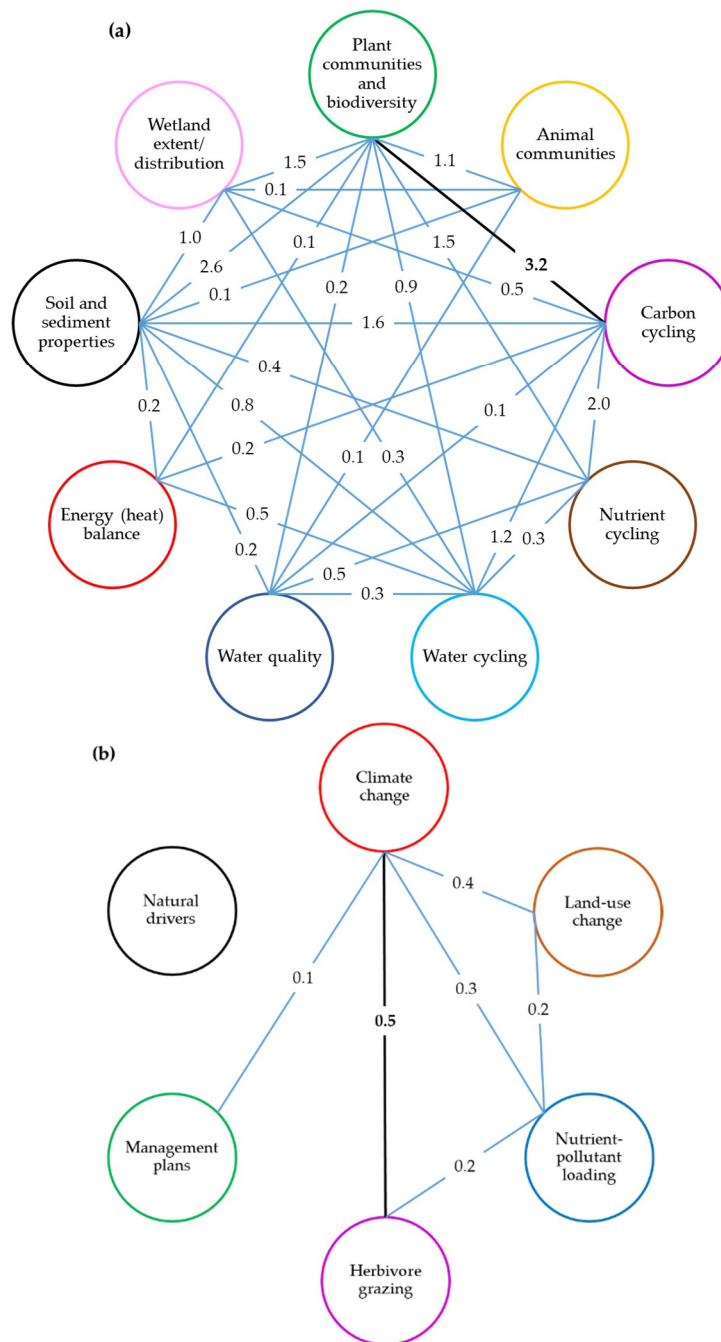 (a)
Plant
communities
and
biodiversity
Wetland
extent/
distribution
Animal
communities
1.5
1.1
0.1
1.0
0.1
1.5
2.6
3.2
0.2
0.9
0.5
0.1
Soil and
sediment
properties
1.6
Carbon
cycling
0.4
0.2
0.8
0.1
2.0
0.2
0.1
0.3
Energy (heat)
balance
0.5
Nutrient
cycling
0.2
1.2
0.3
0.5
0.3
Water quality
Water cycling
(b)
Climate
change
Natural
drivers
0.4
Land-use
change
0.1
0.3
0.2
0.5
Management
plans
Nutrient-
pollutant
loading
0.2
Herbivore
grazing